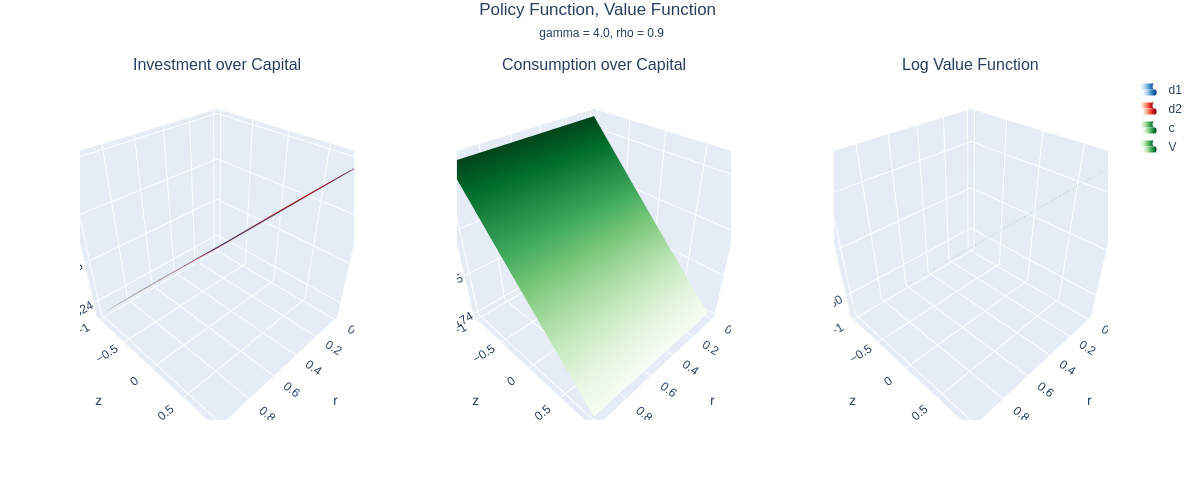 Policy Function, Value Function
gamma = 4.0, rho = 0.9
Investment over Capital
Consumption over Capital
Log Value Function
d1
d2
c
V
24
−1
−0.5
0
0.5
z
0.2
0.4
0.6
0.8
r
74
−1
−0.5
0
0.5
z
0
0.2
0.4
0.6
0.8
r
−1
−0.5
0
0.5
z
0.2
0.4
0.6
0.8
r